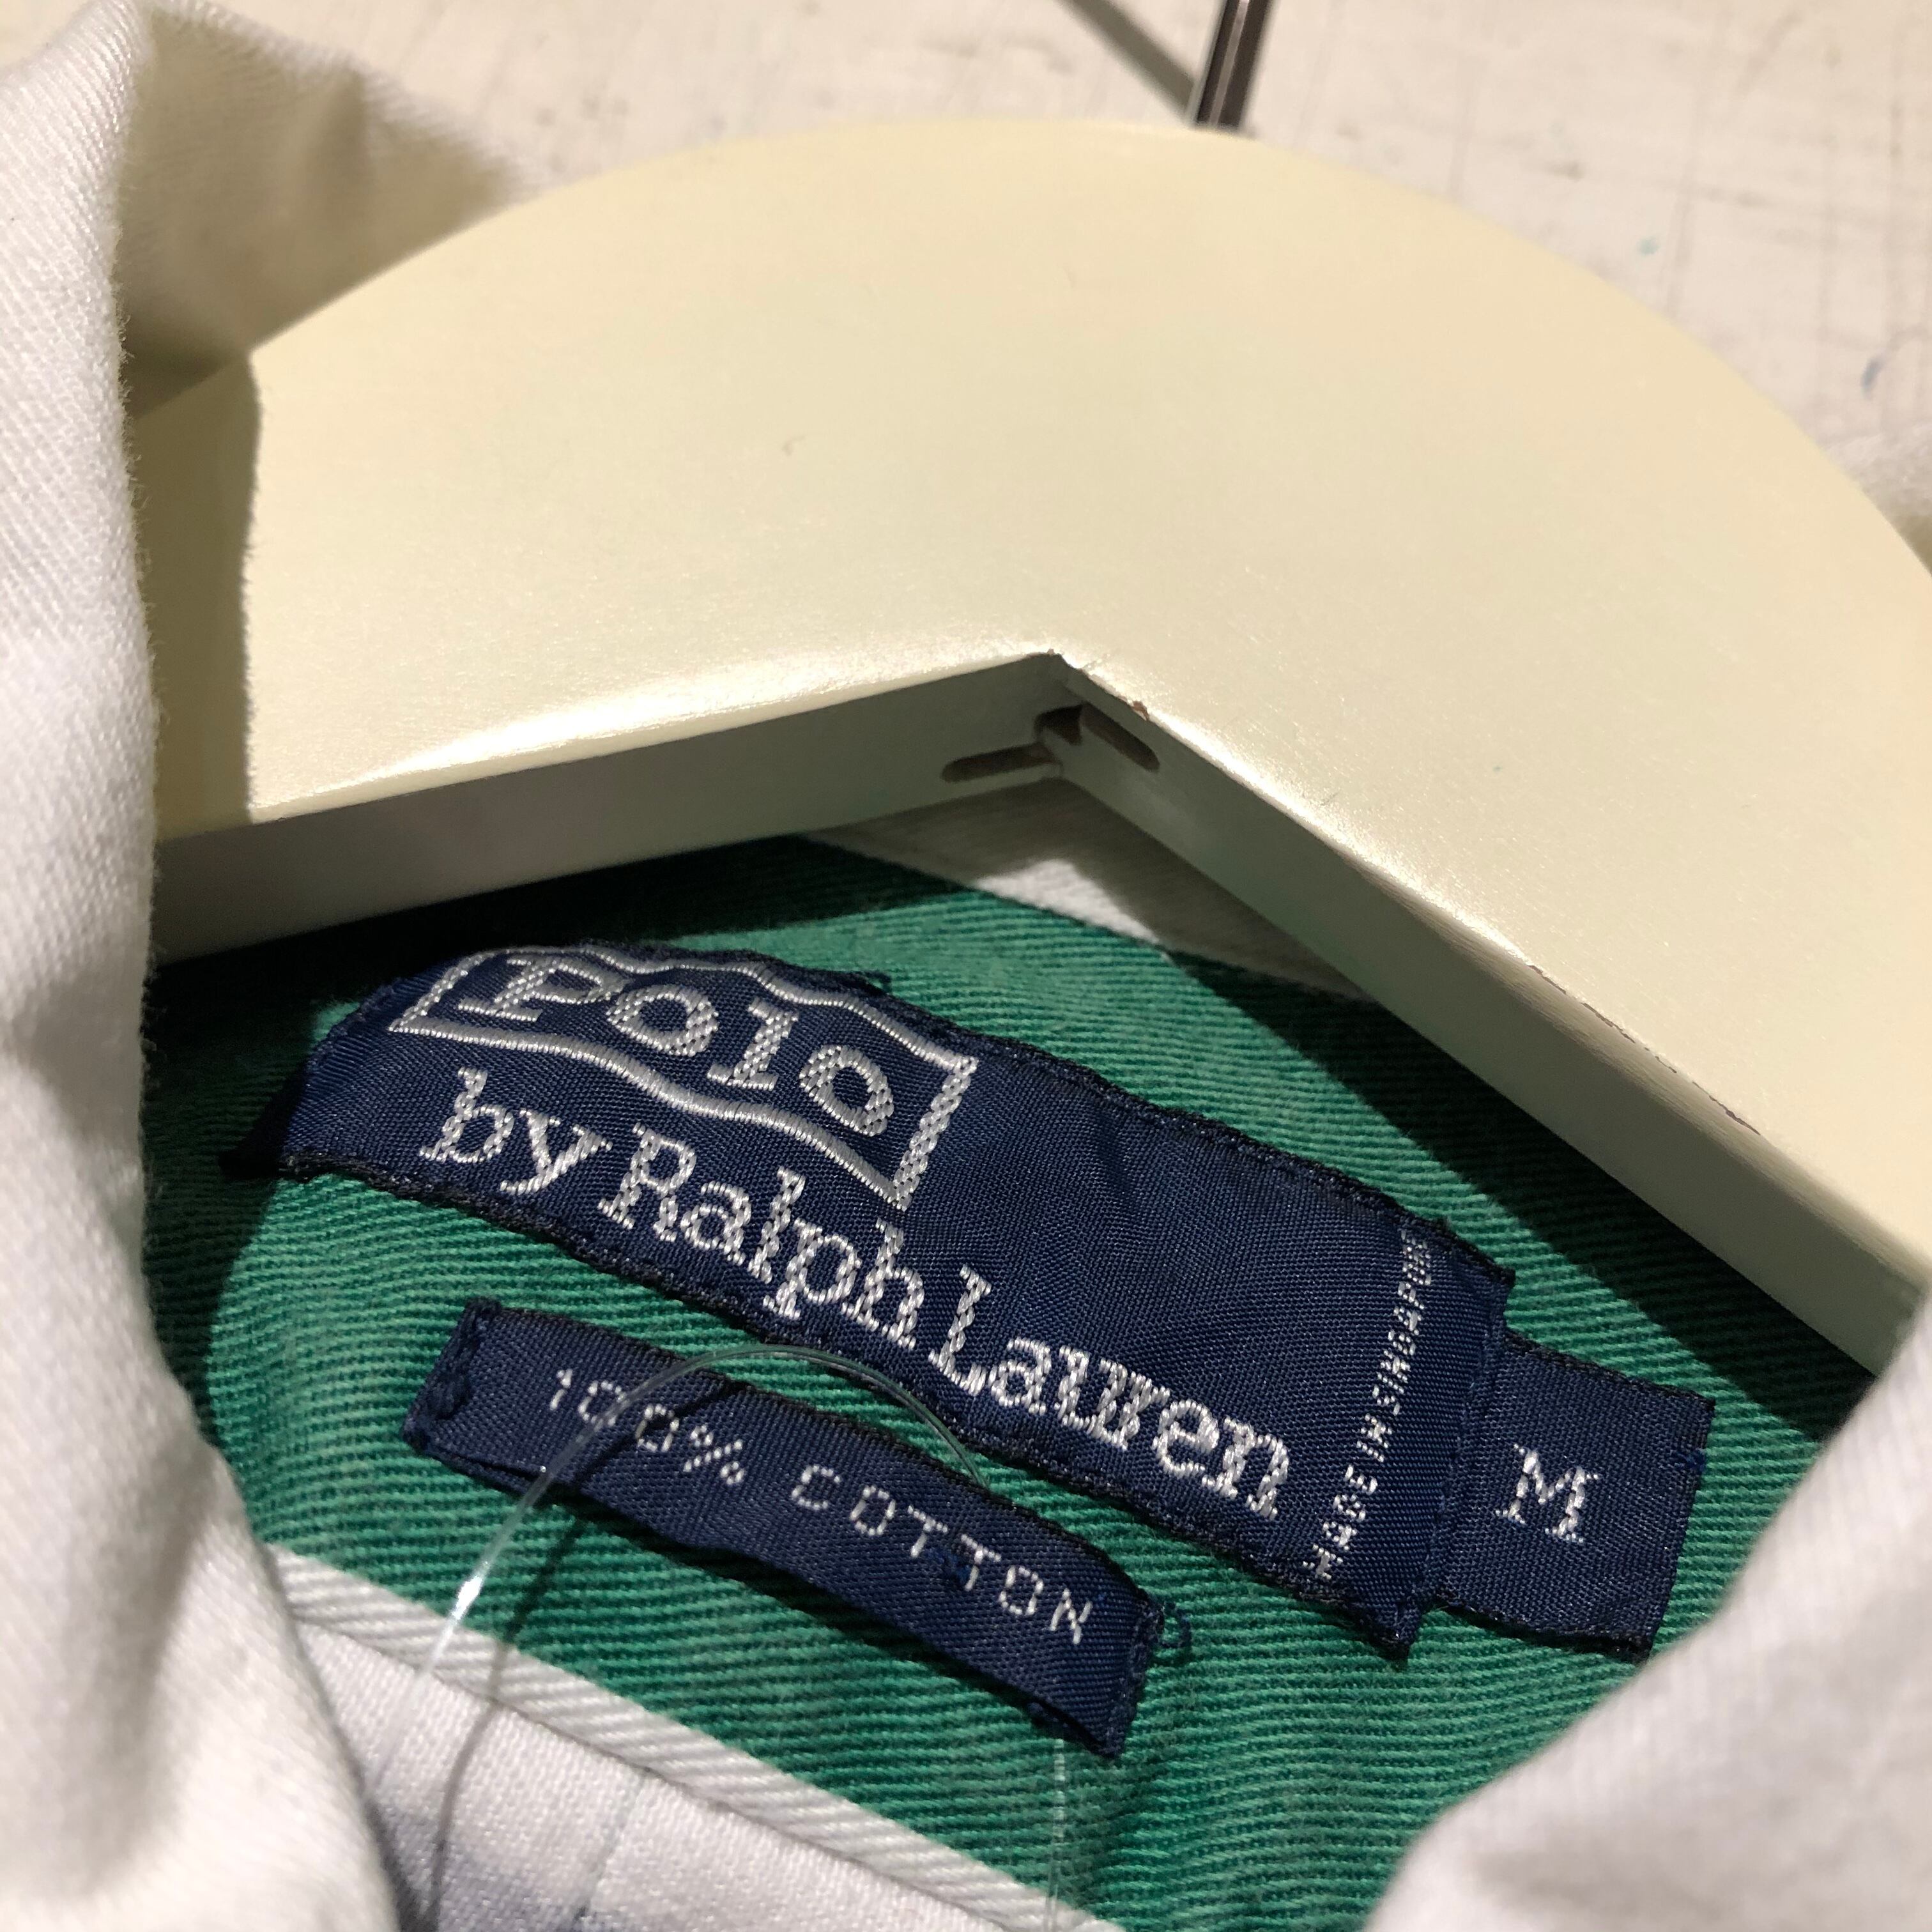 Polo
by Ralph Lauren
MADE IN SINGAPORE
M
100% COTTON